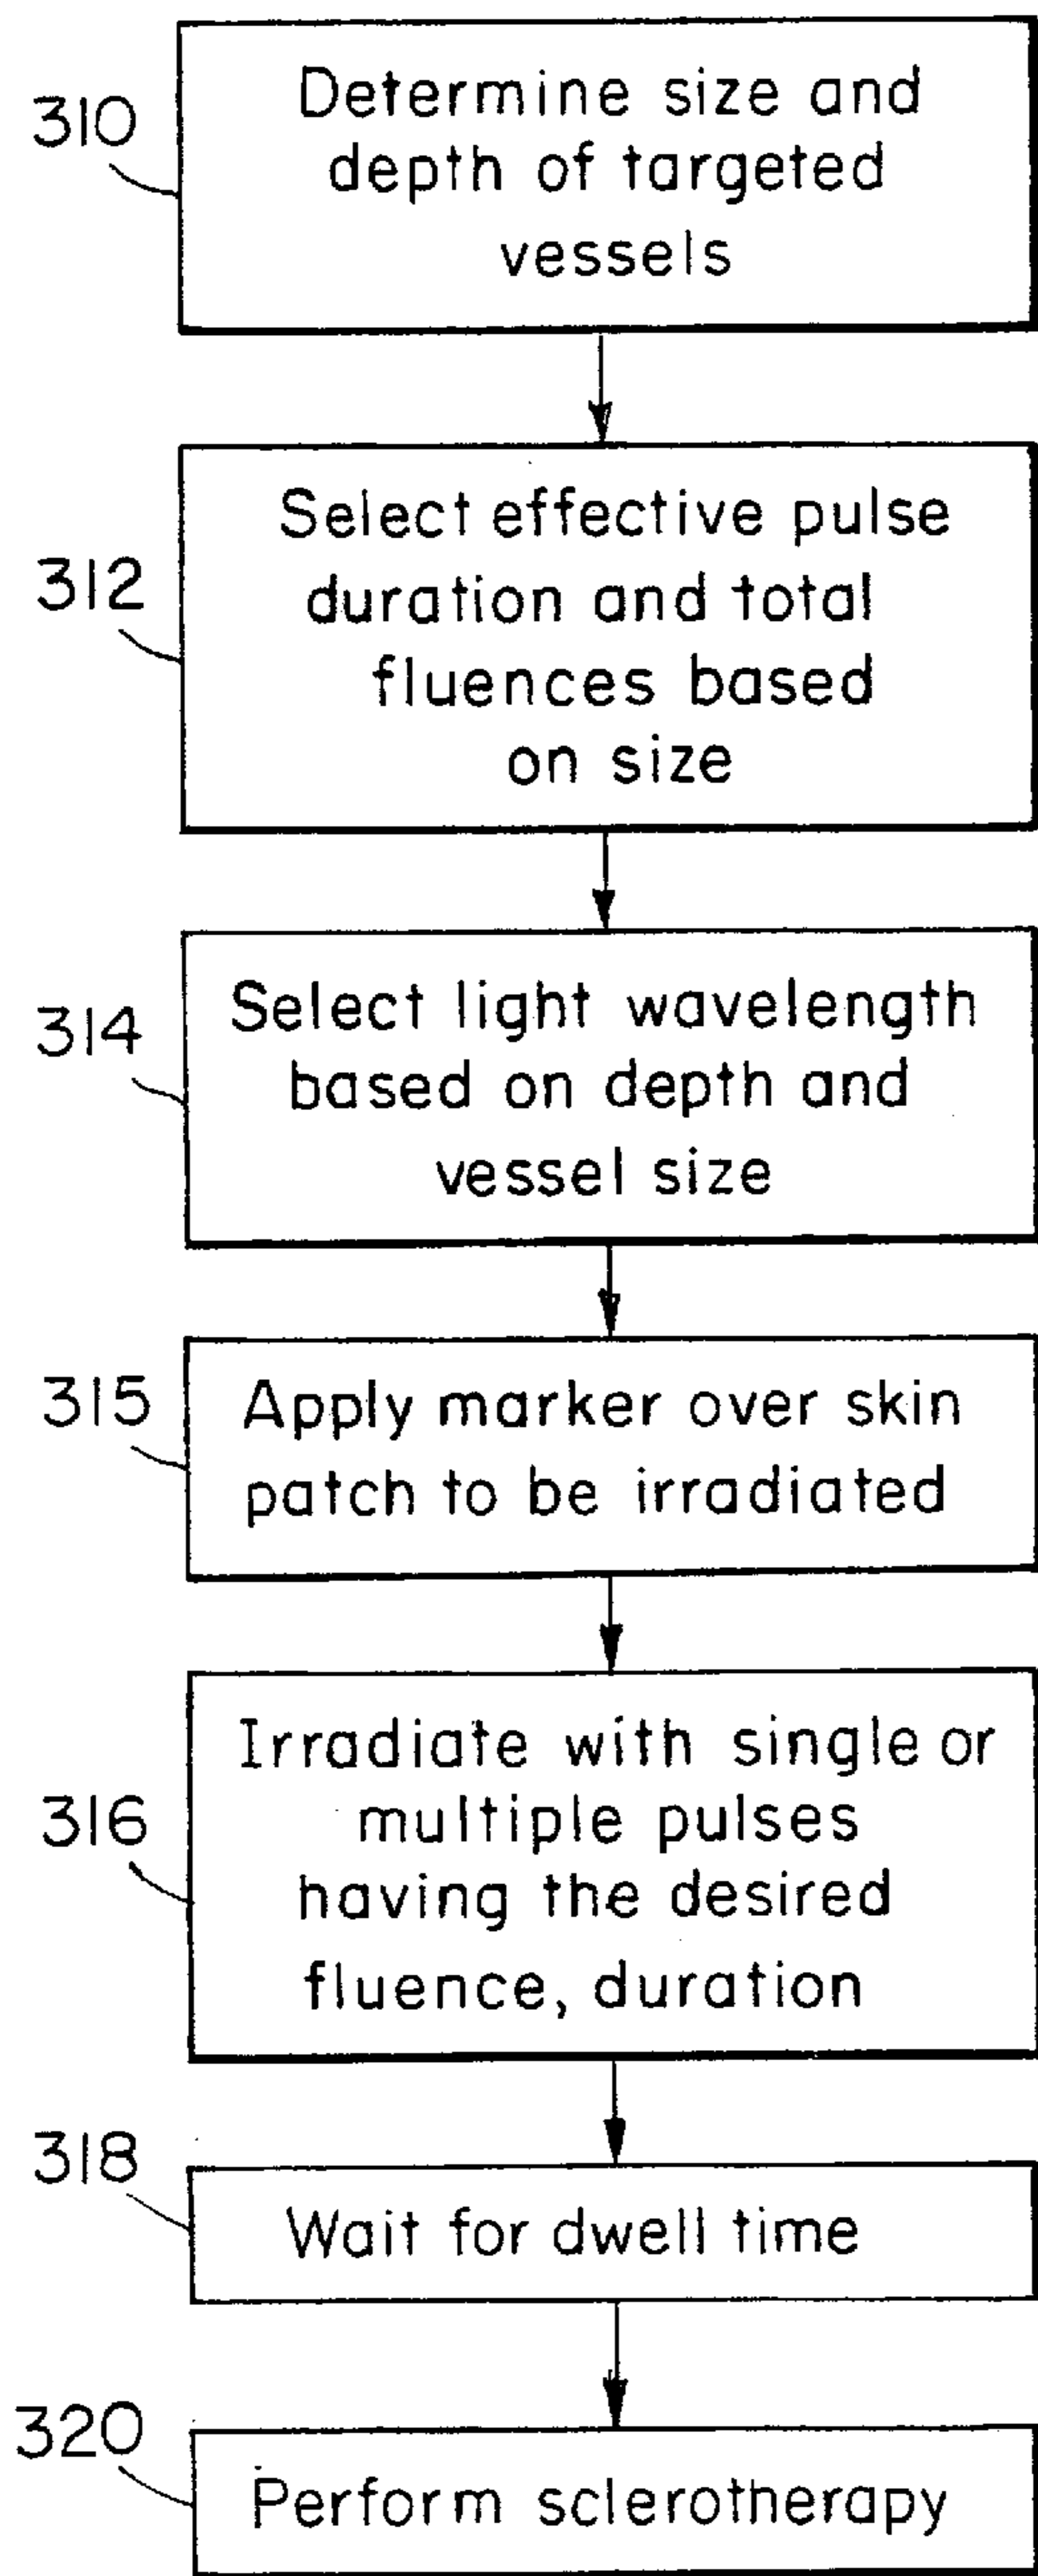 310
Determine size and
depth of targeted
vessels
312
Select effective pulse
duration and total
fluences based
on size
314
Select light wavelength
based on depth and
vessel size
315
Apply marker over skin
patch to be irradiated
316
Irradiate with single or
multiple pulses
having the desired
fluence, duration
318
Wait for dwell time
320
Perform sclerotherapy